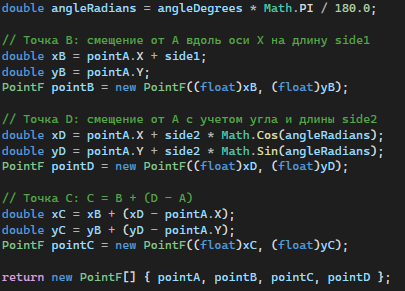 double angleRadians = angleDegrees * Math.PI / 180.0;
// Точка B: смещение от A вдоль оси X на длину side1
double xB = pointA.X + side1;
double yB = pointA.Y;
PointF pointB = new PointF((float)xB, (float)yB);
// Точка D: смещение от A с учетом угла и длины side2
double xD = pointA.X + side2 * Math.Cos(angleRadians);
double yD = pointA.Y + side2 * Math.Sin(angleRadians);
PointF pointD = new PointF((float)xD, (float)yD);
// Точка C: C = B + (D − A)
double xC = xB + (xD - pointA.X);
double yC = yB + (yD - pointA.Y);
PointF pointC = new PointF((float)xC, (float)yC);
return new PointF[] { pointA, pointB, pointC, pointD };